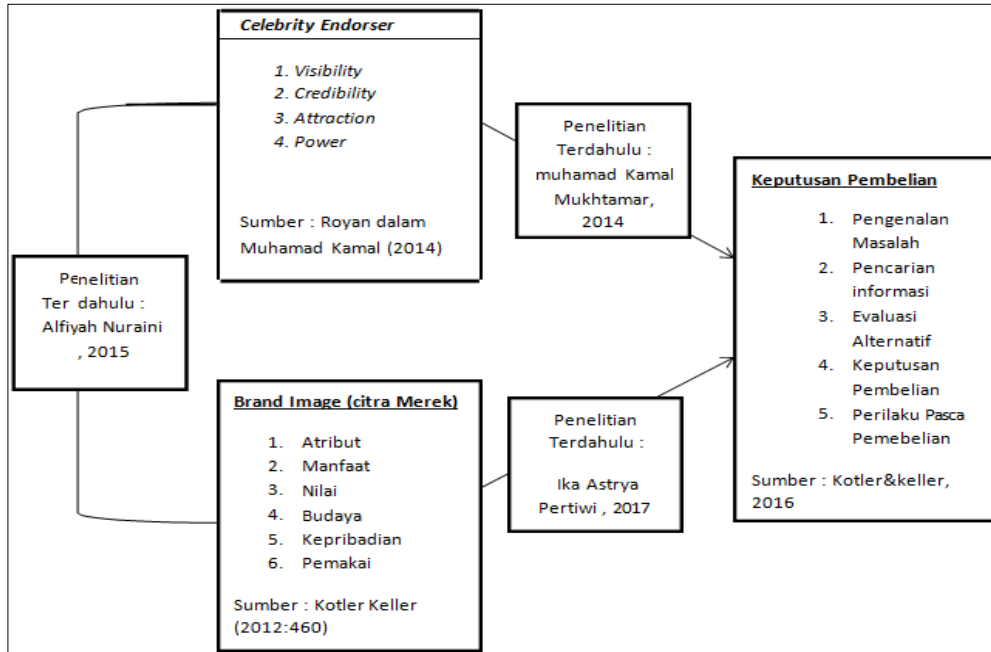 Celebrity Endorser
1. Visibility
2. Credibility
3. Attraction
4. Power
Sumber : Royan dalam
Muhamad Kamal (2014)
Penelitian
Terdahulu :
muhamad Kamal
Mukhtamar,
2014
Penelitian
Ter dahulu :
Alfiyah Nuraini
, 2015
Brand Image (citra Merek)
1. Atribut
2. Manfaat
3. Nilai
4. Budaya
5. Kepribadian
6. Pemakai
Sumber : Kotler Keller
(2012:460)
Penelitian
Terdahulu :
Ika Astrya
Pertiwi , 2017
Keputusan Pembelian
1. Pengenalan
Masalah
2. Pencarian
informasi
3. Evaluasi
Alternatif
4. Keputusan
Pembelian
5. Perilaku Pasca
Pemebelian
Sumber : Kotler&keller,
2016